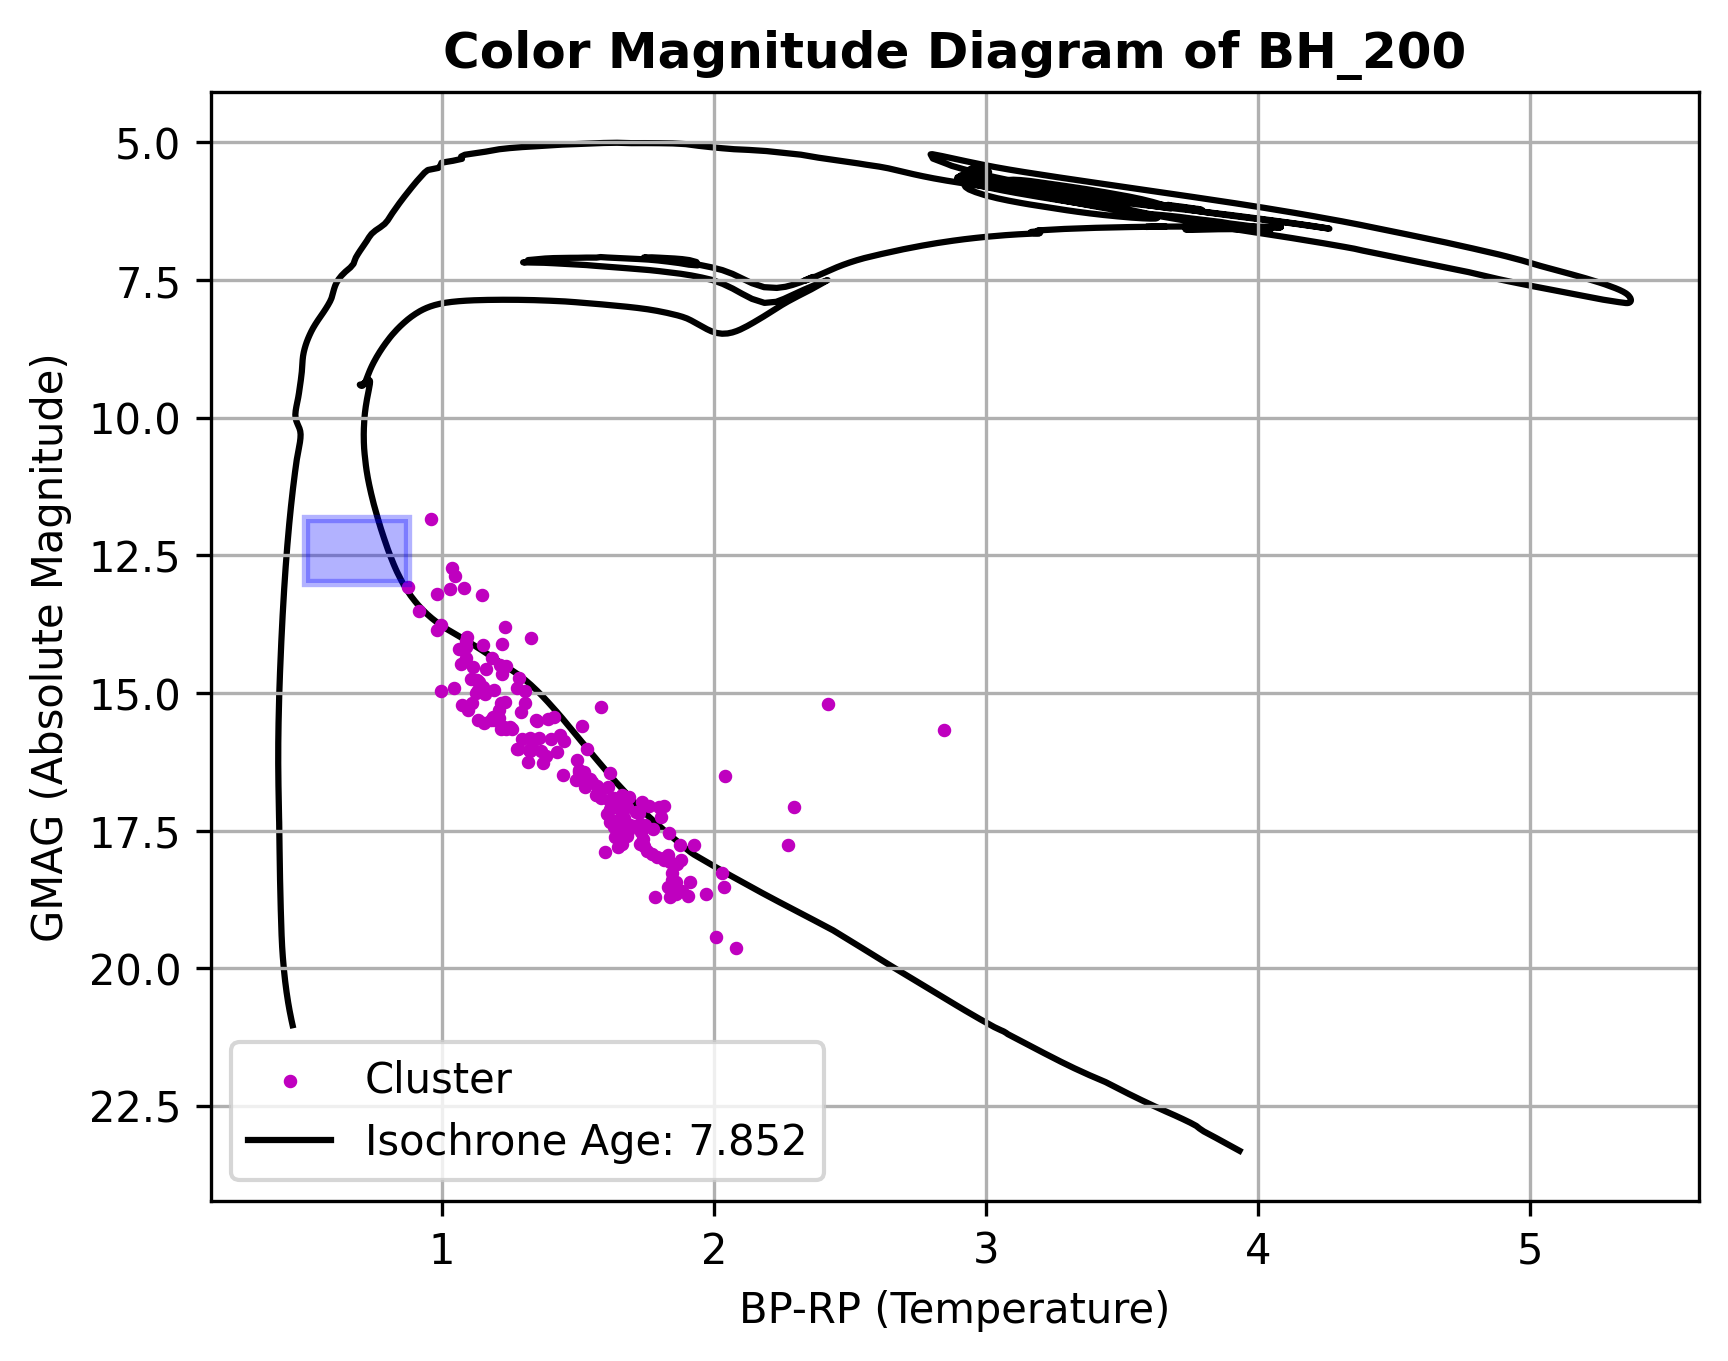 Color Magnitude Diagram of BH_200
GMAG (Absolute Magnitude)
5.0
7.5
10.0
12.5
15.0
17.5
20.0
22.5
Cluster
Isochrone Age: 7.852
1 2 3 4 5
BP-RP (Temperature)